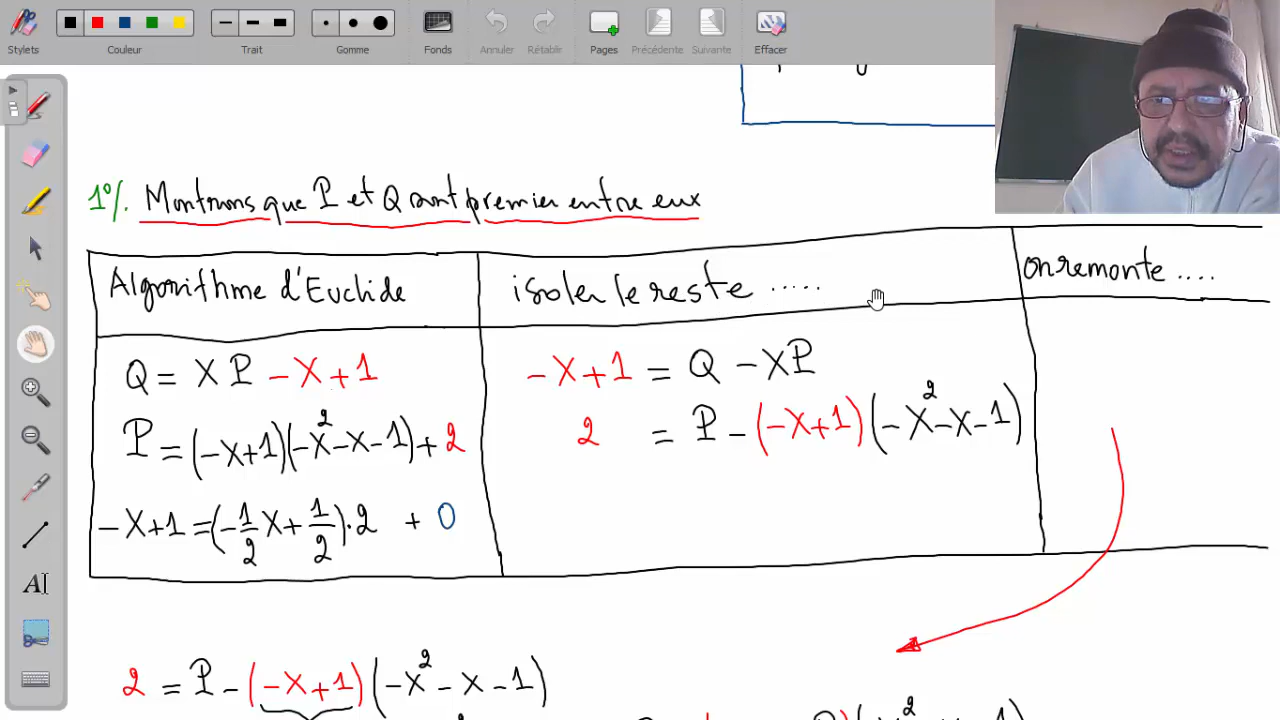 Stylets Couleur Trait Gomme Fonds Annuler Rétablir Pages Précédente Suivante Effacer
1°/. Montrons que P et Q sont premier entre eux
Algorithme d'Euclide
isoler le reste .....
on remonte ....
Q = X P - X + 1
-X+1 = Q - XP
P = (-X+1)(-X² - X - 1) + 2
2 = P - (-X+1)(-X² - X - 1)
-X+1 = (-1/2 X + 1/2)·2 + 0
2 = P - (-X+1)(-X² - X - 1)
AI